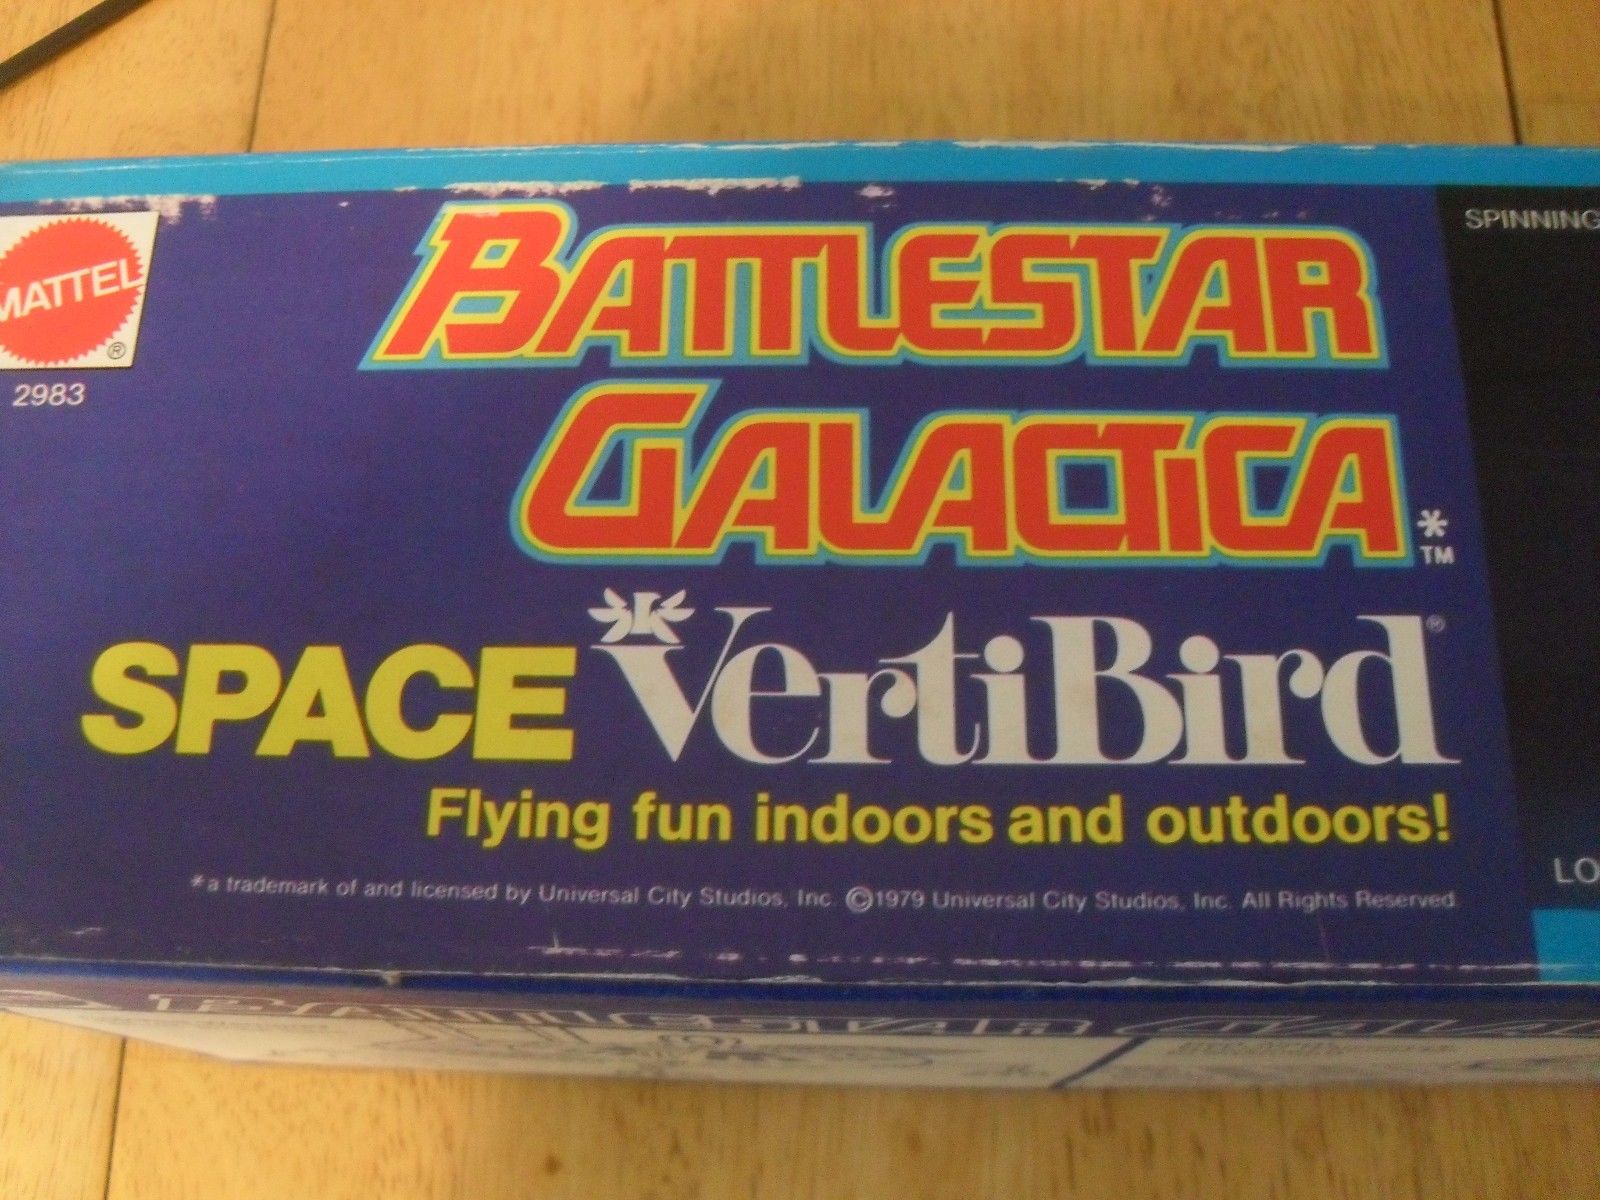 MATTEL
®
2983
BATTLESTAR
GALACTICA
*
TM
SPACE VertiBird®
Flying fun indoors and outdoors!
*a trademark of and licensed by Universal City Studios, Inc. ©1979 Universal City Studios, Inc. All Rights Reserved.
SPINNING
LO